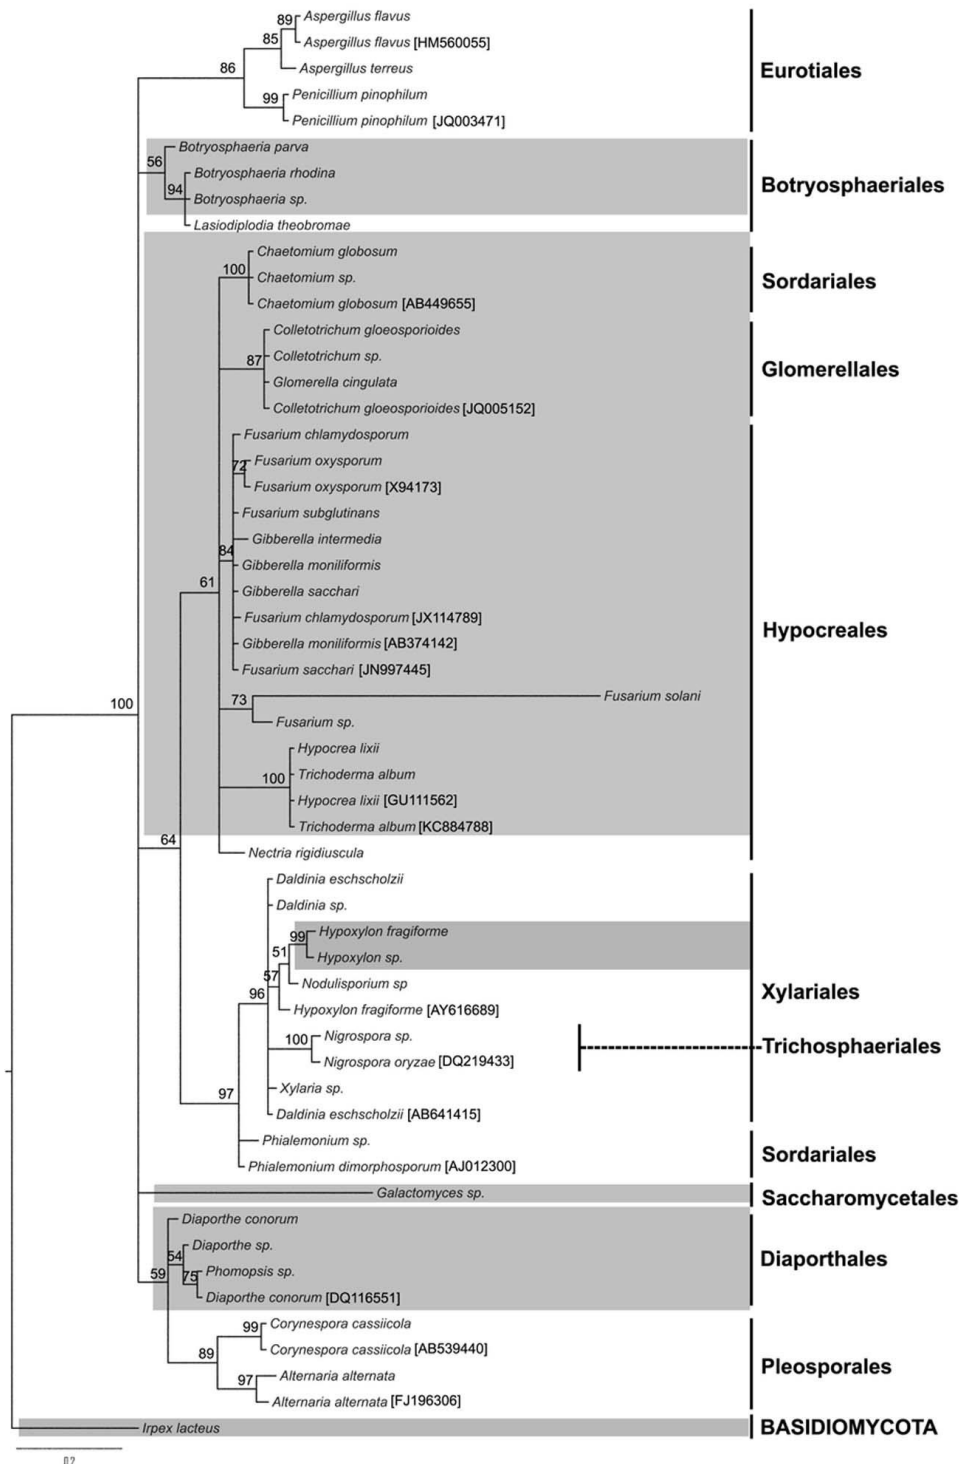 89
Aspergillus flavus
85
Aspergillus flavus [HM560055]
86
Aspergillus terreus
Eurotiales
99
Penicillium pinophilum
Penicillium pinophilum [JQ003471]
Botryosphaeria parva
56
Botryosphaeria rhodina
94
Botryosphaeria sp.
Botryosphaeriales
Lasiodiplodia theobromae
Chaetomium globosum
100
Chaetomium sp.
Sordariales
Chaetomium globosum [AB449655]
Colletotrichum gloeosporioides
87
Colletotrichum sp.
Glomerella cingulata
Glomerellales
Colletotrichum gloeosporioides [JQ005152]
Fusarium chlamydosporum
72
Fusarium oxysporum
Fusarium oxysporum [X94173]
Fusarium subglutinans
Gibberella intermedia
84
Gibberella moniliformis
61
Gibberella sacchari
Fusarium chlamydosporum [JX114789]
Hypocreales
Gibberella moniliformis [AB374142]
Fusarium sacchari [JN997445]
73
Fusarium solani
100
Fusarium sp.
Hypocrea lixii
100
Trichoderma album
Hypocrea lixii [GU111562]
Trichoderma album [KC884788]
64
Nectria rigidiuscula
Daldinia eschscholzii
Daldinia sp.
99
Hypoxylon fragiforme
51
Hypoxylon sp.
57
Nodulisporium sp
96
Hypoxylon fragiforme [AY616689]
Xylariales
100
Nigrospora sp.
Trichosphaeriales
Nigrospora oryzae [DQ219433]
97
Xylaria sp.
Daldinia eschscholzii [AB641415]
Phialemonium sp.
Sordariales
Phialemonium dimorphosporum [AJ012300]
Galactomyces sp.
Saccharomycetales
Diaporthe conorum
54
Diaporthe sp.
59
75
Phomopsis sp.
Diaporthales
Diaporthe conorum [DQ116551]
99
Corynespora cassiicola
89
Corynespora cassiicola [AB539440]
Pleosporales
97
Alternaria alternata
Alternaria alternata [FJ196306]
Irpex lacteus
BASIDIOMYCOTA
0.2